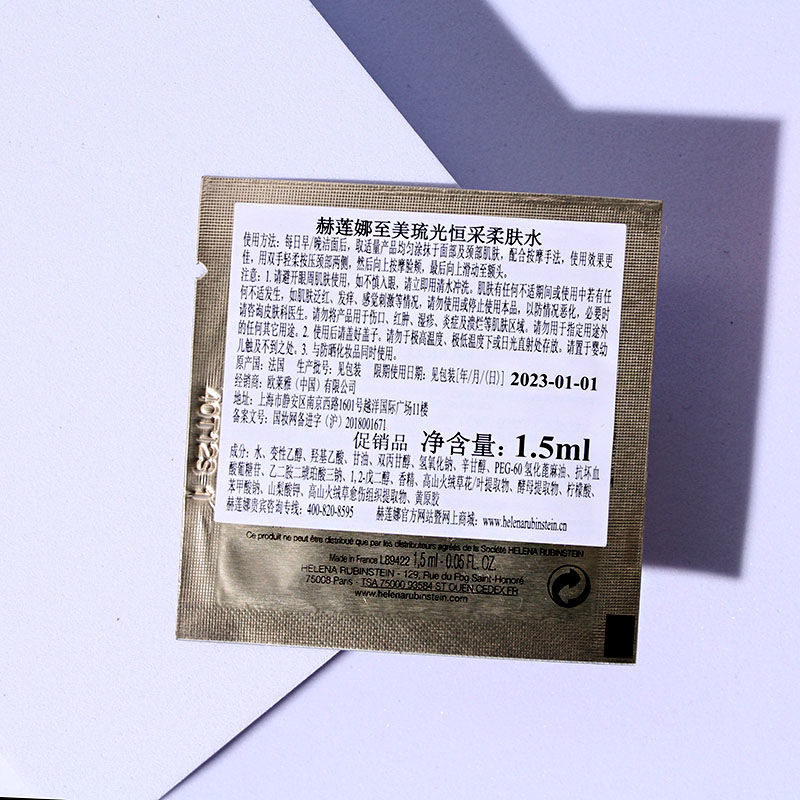 赫莲娜至美琉光恒采柔肤水
使用方法：每日早/晚洁面后，取适量产品均匀涂抹于面部及颈部肌肤，配合按摩手法，使用效果更
佳，用双手轻柔按压颈部两侧，然后向上按摩脸颊，最后向上滑动至额头。
注意：1. 请避开眼周肌肤使用，如不慎入眼，请立即用清水冲洗。肌肤有任何不适期间或使用中若有任
何不适发生，如肌肤泛红、发痒、感觉刺激等情况，请勿使用或停止使用本品，以防情况恶化，必要时
请咨询皮肤科医生。请勿将产品用于伤口、红肿、湿疹、炎症及溃烂等肌肤区域。请勿用于指定用途外
的任何其它用途。2. 使用后请盖好盖子。请勿于极高温度、极低温度下或日光直射处存放。请置于婴幼
儿触及不到之处。3. 与防晒化妆品同时使用。
原产国：法国 生产批号：见包装 限期使用日期：见包装[年/月/(日)] 2023-01-01
经销商：欧莱雅（中国）有限公司
地址：上海市静安区南京西路1601号越洋国际广场11楼
备案文号：国妆网备进字（沪）2018001671
促销品 净含量：1.5ml
成分：水、变性乙醇、羟基乙酸、甘油、双丙甘醇、氢氧化钠、辛甘醇、PEG-60 氢化蓖麻油、抗坏血
酸葡糖苷、乙二胺二琥珀酸三钠、1,2-戊二醇、香精、高山火绒草花/叶提取物、酵母提取物、柠檬酸、
苯甲酸钠、山梨酸钾、高山火绒草愈伤组织提取物、黄原胶
赫莲娜贵宾咨询专线：400-820-8595 赫莲娜官方网站暨网上商城：www.helenarubinstein.cn
Ce produit ne peut être distribué que par les distributeurs agréés de la Société HELENA RUBINSTEIN
Made in France L89422 1,5 ml - 0.05 FL. OZ.
HELENA RUBINSTEIN - 129, Rue du Fbg Saint-Honoré
75008 Paris - TSA 75000 93584 ST OUEN CEDEX FR
www.helenarubinstein.com